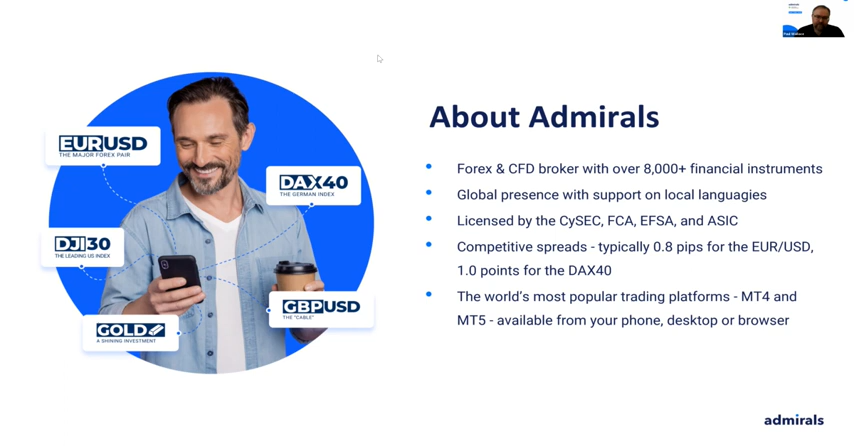 admirals
Paul Wallace
EURUSD
THE MAJOR FOREX PAIR
DAX40
THE GERMAN INDEX
DJI30
THE LEADING US INDEX
GBPUSD
THE "CABLE"
GOLD
A SHINING INVESTMENT
About Admirals
Forex & CFD broker with over 8,000+ financial instruments
Global presence with support on local languagies
Licensed by the CySEC, FCA, EFSA, and ASIC
Competitive spreads - typically 0.8 pips for the EUR/USD,
1.0 points for the DAX40
The world's most popular trading platforms - MT4 and
MT5 - available from your phone, desktop or browser
admirals